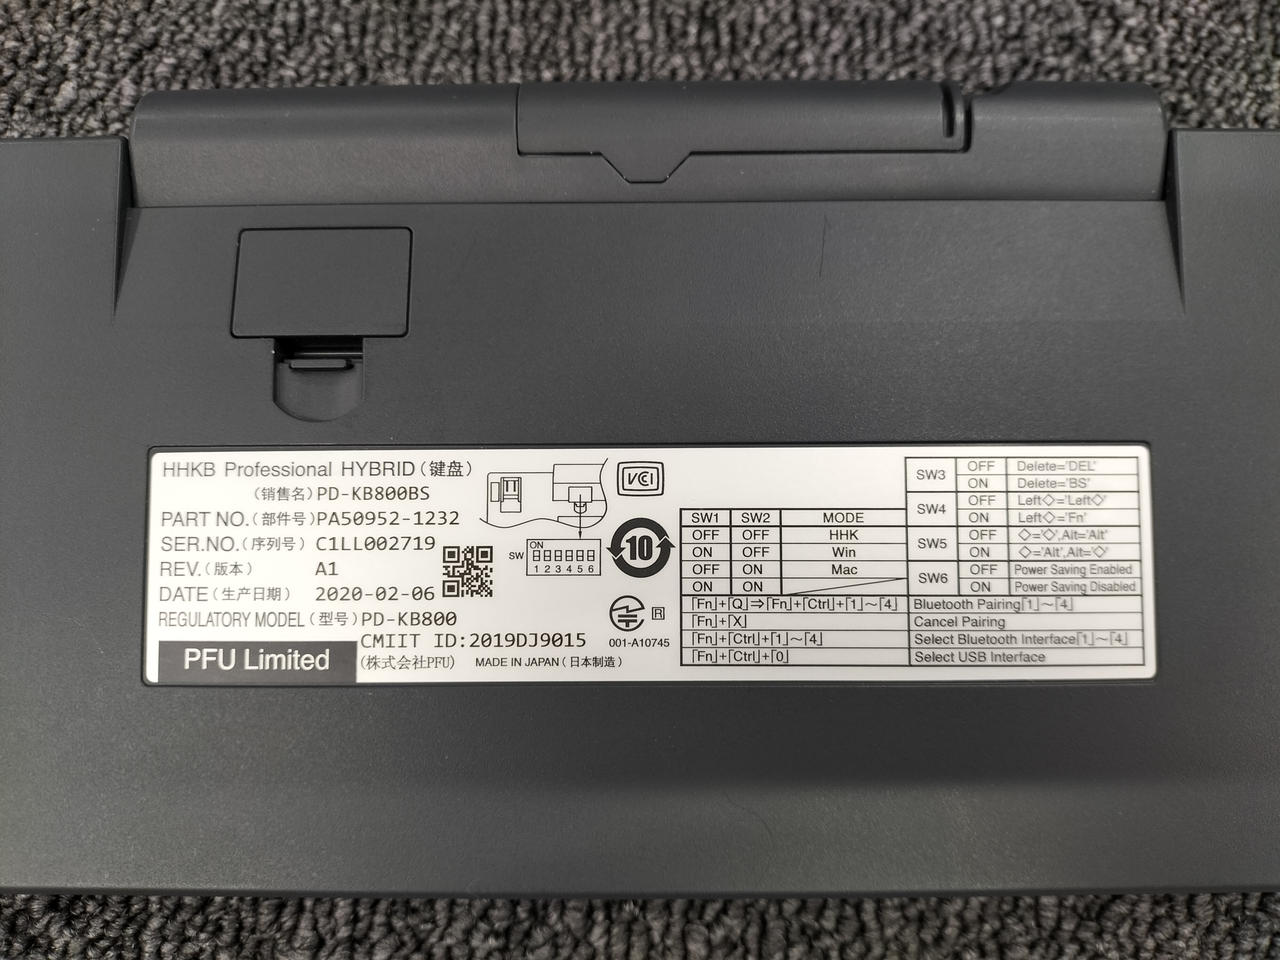 HHKB Professional HYBRID (键盘)
(销售名) PD-KB800BS
PART NO. (部件号) PA50952-1232
SER.NO. (序列号) C1LL002719
REV. (版本) A1
DATE (生产日期) 2020-02-06
REGULATORY MODEL (型号) PD-KB800
CMIIT ID:2019DJ9015
PFU Limited (株式会社PFU) MADE IN JAPAN (日本制造)
SW
ON
1 2 3 4 5 6
VCI
10
R
001-A10745
SW1 SW2 MODE
OFF OFF HHK
ON OFF Win
OFF ON Mac
ON ON
SW3 OFF Delete='DEL'
ON Delete='BS'
SW4 OFF Left◇='Left◇'
ON Left◇='Fn'
SW5 OFF ◇='◇',Alt='Alt'
ON ◇='Alt',Alt='◇'
SW6 OFF Power Saving Enabled
ON Power Saving Disabled
「Fn」+「Q」⇒「Fn」+「Ctrl」+「1」～「4」 Bluetooth Pairing「1」～「4」
「Fn」+「X」 Cancel Pairing
「Fn」+「Ctrl」+「1」～「4」 Select Bluetooth Interface「1」～「4」
「Fn」+「Ctrl」+「0」 Select USB Interface